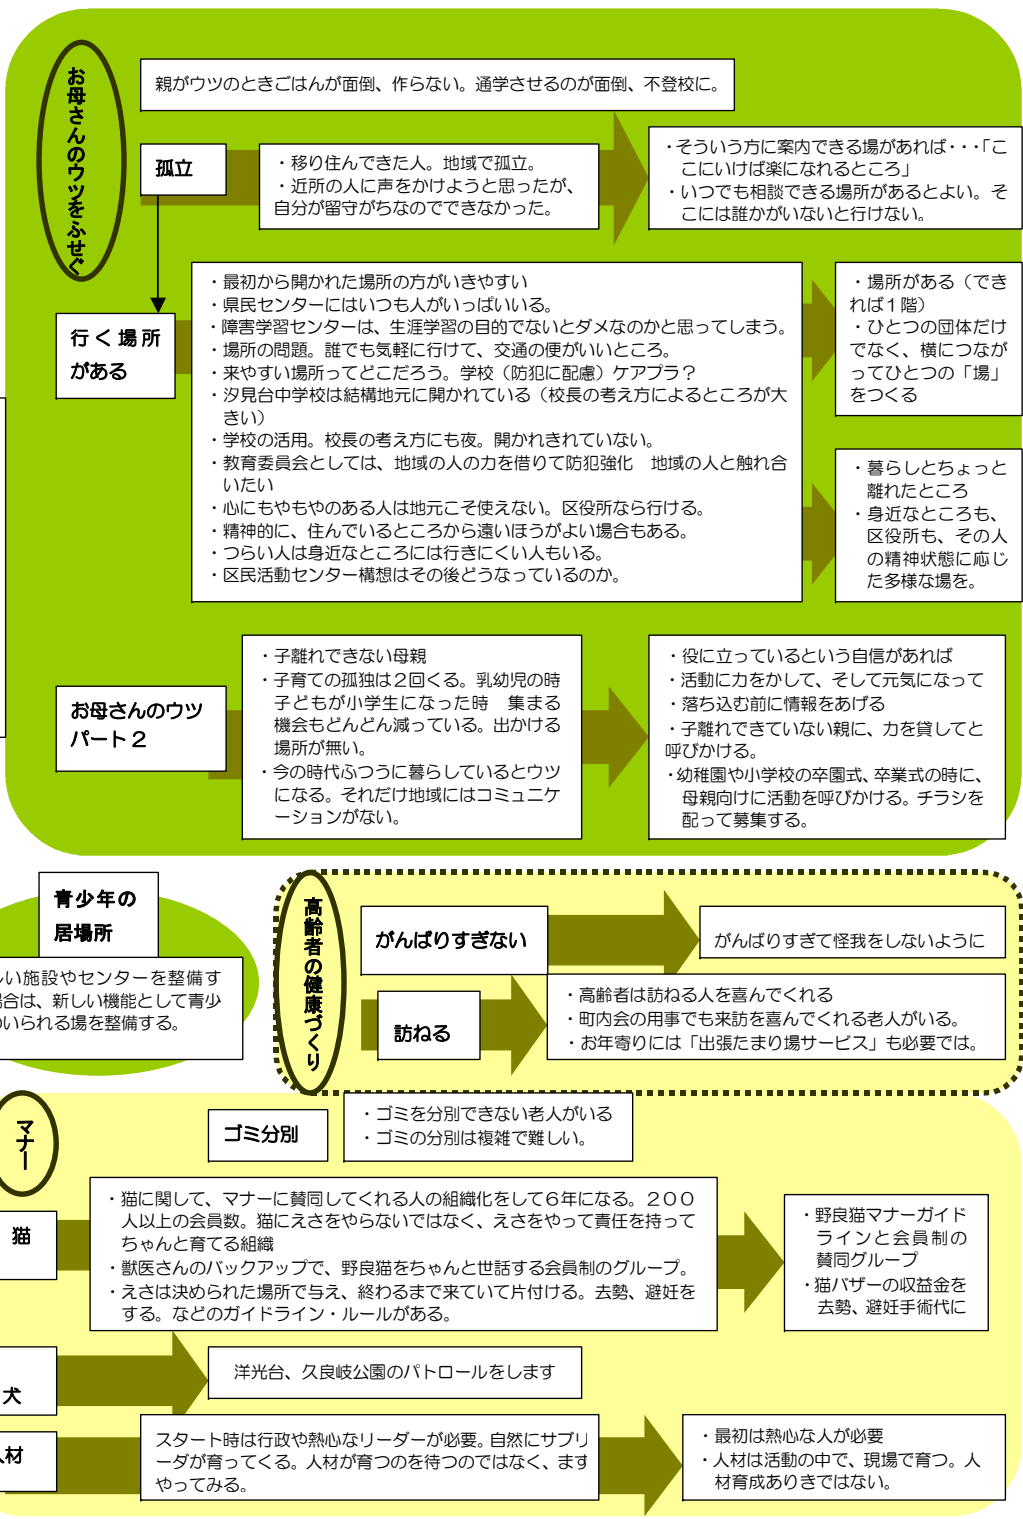 お母さんのウツをふせぐ
親がウツのときごはんが面倒、作らない。通学させるのが面倒、不登校に。
孤立
・移り住んできた人。地域で孤立。
・近所の人に声をかけようと思ったが、
自分が留守がちなのでできなかった。
・そういう方に案内できる場があれば・・・「こ
こにいけば楽になれるところ」
・いつでも相談できる場所があるとよい。そ
こには誰かがいないと行けない。
行く場所
がある
・最初から開かれた場所の方がいきやすい
・県民センターにはいつも人がいっぱいいる。
・障害学習センターは、生涯学習の目的でないとダメなのかと思ってしまう。
・場所の問題。誰でも気軽に行けて、交通の便がいいところ。
・来やすい場所ってどこだろう。学校（防犯に配慮）ケアプラ？
・汐見台中学校は結構地元に開かれている（校長の考え方によるところが大
きい）
・学校の活用。校長の考え方にも夜。開かれきれていない。
・教育委員会としては、地域の人の力を借りて防犯強化　地域の人と触れ合
いたい
・心にもやもやのある人は地元こそ使えない。区役所なら行ける。
・精神的に、住んでいるところから遠いほうがよい場合もある。
・つらい人は身近なところには行きにくい人もいる。
・区民活動センター構想はその後どうなっているのか。
・場所がある（でき
れば１階）
・ひとつの団体だけ
でなく、横につなが
ってひとつの「場」
をつくる
・暮らしとちょっと
離れたところ
・身近なところも、
区役所も、その人
の精神状態に応じ
た多様な場を。
お母さんのウツ
パート２
・子離れできない母親
・子育ての孤独は２回くる。乳幼児の時
子どもが小学生になった時　集まる
機会もどんどん減っている。出かける
場所が無い。
・今の時代ふつうに暮らしているとウツ
になる。それだけ地域にはコミュニケ
ーションがない。
・役に立っているという自信があれば
・活動に力をかして、そして元気になって
・落ち込む前に情報をあげる
・子離れできていない親に、力を貸してと
呼びかける。
・幼稚園や小学校の卒園式、卒業式の時に、
母親向けに活動を呼びかける。チラシを
配って募集する。
青少年の
居場所
い施設やセンターを整備す
場合は、新しい機能として青少
のいられる場を整備する。
高齢者の健康づくり
がんばりすぎない
がんばりすぎて怪我をしないように
訪ねる
・高齢者は訪ねる人を喜んでくれる
・町内会の用事でも来訪を喜んでくれる老人がいる。
・お年寄りには「出張たまり場サービス」も必要では。
マナー
ゴミ分別
・ゴミを分別できない老人がいる
・ゴミの分別は複雑で難しい。
猫
・猫に関して、マナーに賛同してくれる人の組織化をして６年になる。２００
人以上の会員数。猫にえさをやらないではなく、えさをやって責任を持って
ちゃんと育てる組織
・獣医さんのバックアップで、野良猫をちゃんと世話する会員制のグループ。
・えさは決められた場所で与え、終わるまで来ていて片付ける。去勢、避妊を
する。などのガイドライン・ルールがある。
・野良猫マナーガイド
ラインと会員制の
賛同グループ
・猫バザーの収益金を
去勢、避妊手術代に
犬
洋光台、久良岐公園のパトロールをします
人材
スタート時は行政や熱心なリーダーが必要。自然にサブリ
ーダが育ってくる。人材が育つのを待つのではなく、まず
やってみる。
・最初は熱心な人が必要
・人材は活動の中で、現場で育つ。人
材育成ありきではない。